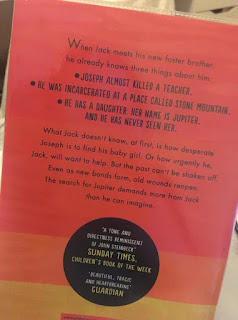 When Jack meets his new foster brother,
he already knows three things about him:
• JOSEPH ALMOST KILLED A TEACHER.
• HE WAS INCARCERATED AT A PLACE CALLED STONE MOUNTAIN.
• HE HAS A DAUGHTER. HER NAME IS JUPITER.
AND HE HAS NEVER SEEN HER.
What Jack doesn't know, at first, is how desperate
Joseph is to find his baby girl. Or how urgently he,
Jack, will want to help. But the past can't be shaken off.
Even as new bonds form, old wounds reopen.
The search for Jupiter demands more from Jack
than he can imagine.
'A TONE AND
DIRECTNESS REMINISCENT
OF JOHN STEINBECK'
SUNDAY TIMES,
CHILDREN'S BOOK OF THE WEEK
'BEAUTIFUL, TRAGIC
AND HEARTBREAKING'
GUARDIAN